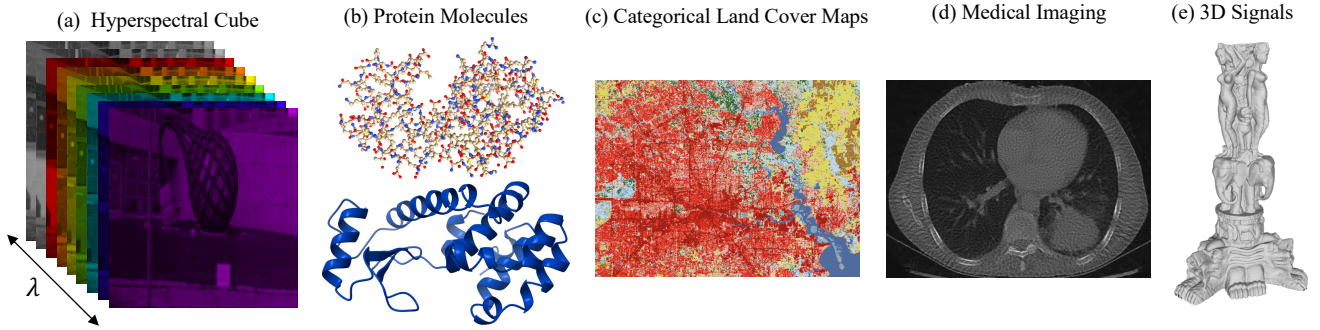 (a) Hyperspectral Cube
(b) Protein Molecules
(c) Categorical Land Cover Maps
(d) Medical Imaging
(e) 3D Signals
λ